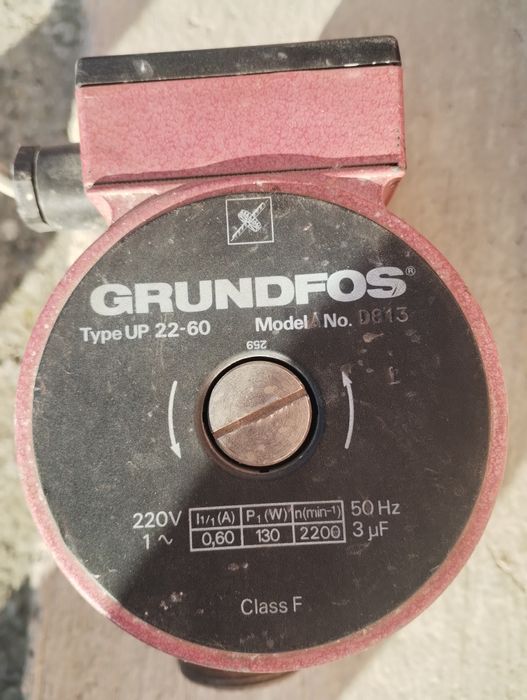 GRUNDFOS®
Type UP 22-60 Model A No. D813
259
220V I1/1 (A) P1 (W) n(min-1) 50 Hz
1 ~ 0,60 130 2200 3 µF
Class F